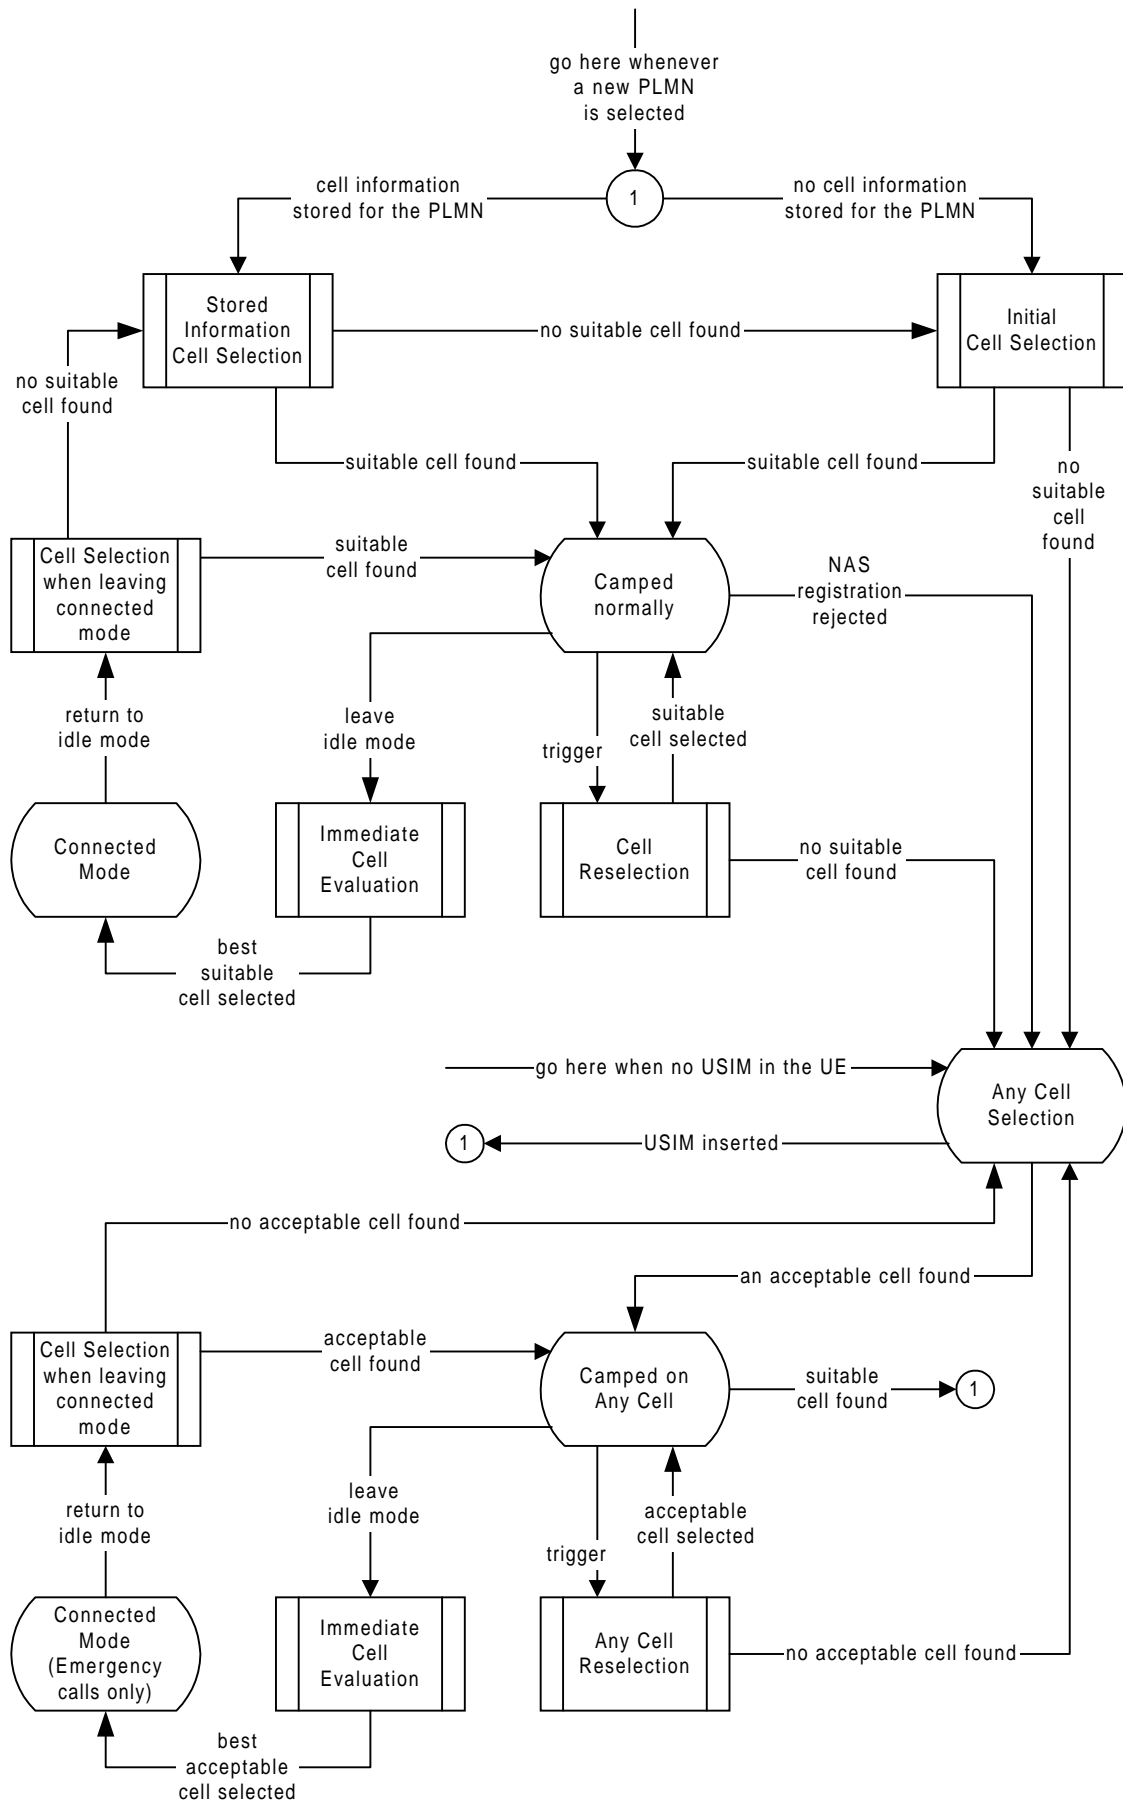 go here whenever
a new PLMN
is selected
1
cell information
stored for the PLMN
no cell information
stored for the PLMN
Stored
Information
Cell Selection
no suitable cell found
Initial
Cell Selection
no suitable
cell found
suitable cell found
suitable cell found
no
suitable
cell
found
Cell Selection
when leaving
connected
mode
suitable
cell found
Camped
normally
NAS
registration
rejected
return to
idle mode
leave
idle mode
trigger
suitable
cell selected
Connected
Mode
Immediate
Cell
Evaluation
Cell
Reselection
no suitable
cell found
best
suitable
cell selected
go here when no USIM in the UE
Any Cell
Selection
1
USIM inserted
no acceptable cell found
an acceptable cell found
Cell Selection
when leaving
connected
mode
acceptable
cell found
Camped on
Any Cell
suitable
cell found
1
return to
idle mode
leave
idle mode
trigger
acceptable
cell selected
Connected
Mode
(Emergency
calls only)
Immediate
Cell
Evaluation
Any Cell
Reselection
no acceptable cell found
best
acceptable
cell selected